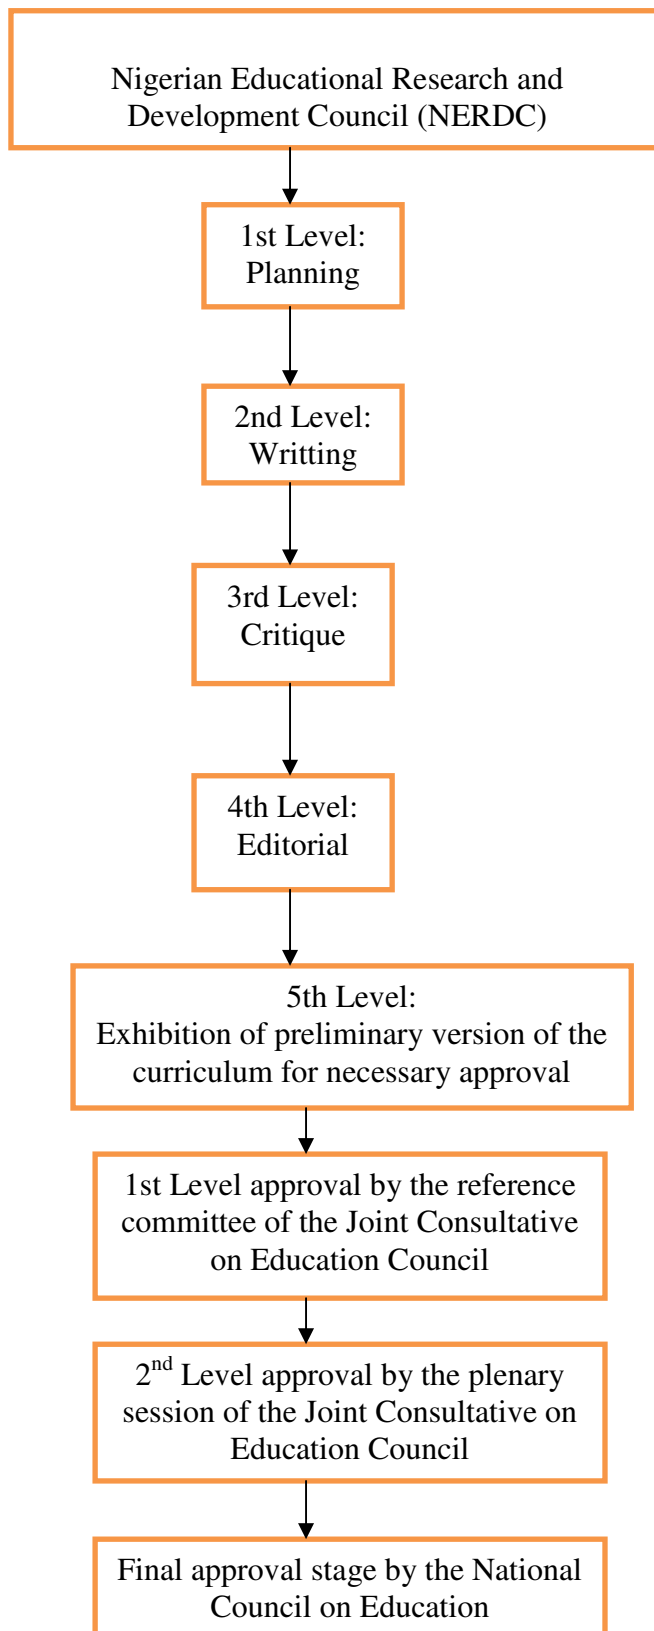 Nigerian Educational Research and
Development Council (NERDC)
1st Level:
Planning
2nd Level:
Writting
3rd Level:
Critique
4th Level:
Editorial
5th Level:
Exhibition of preliminary version of the
curriculum for necessary approval
1st Level approval by the reference
committee of the Joint Consultative
on Education Council
2nd Level approval by the plenary
session of the Joint Consultative on
Education Council
Final approval stage by the National
Council on Education